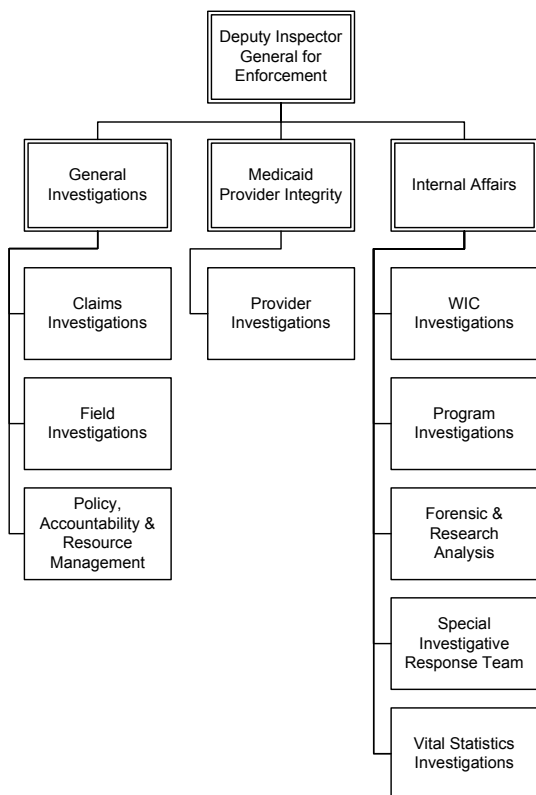 Deputy Inspector
General for
Enforcement
General
Investigations
Medicaid
Provider Integrity
Internal Affairs
Claims
Investigations
Provider
Investigations
WIC
Investigations
Field
Investigations
Program
Investigations
Policy,
Accountability &
Resource
Management
Forensic &
Research
Analysis
Special
Investigative
Response Team
Vital Statistics
Investigations